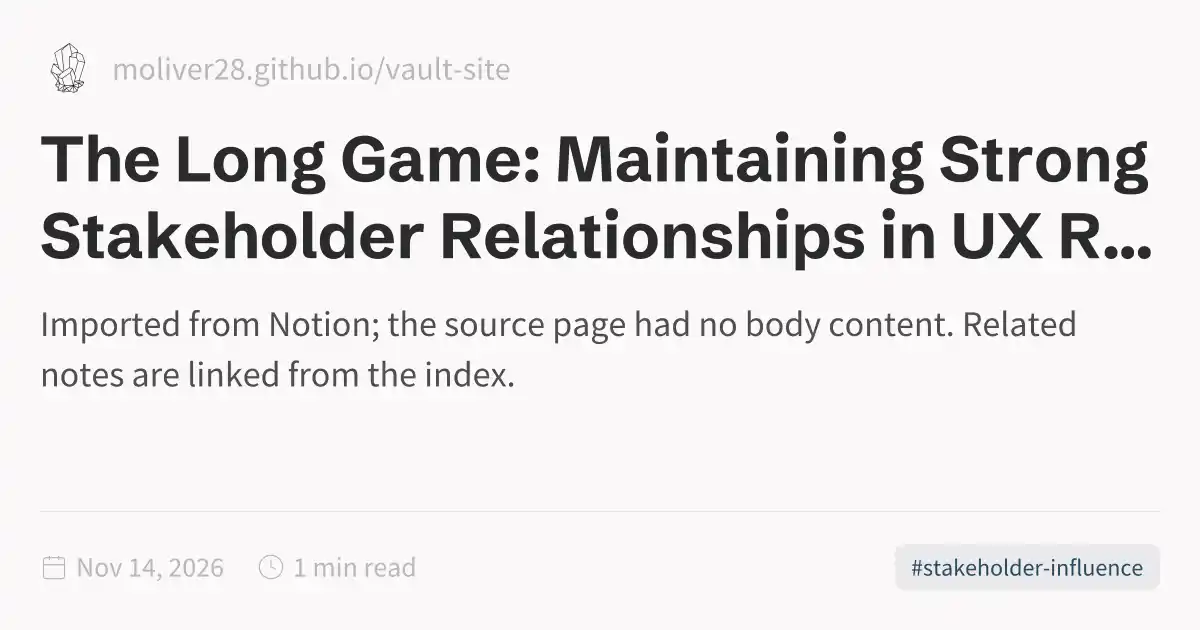 moliver28.github.io/vault-site
The Long Game: Maintaining Strong
Stakeholder Relationships in UX R...
Imported from Notion; the source page had no body content. Related
notes are linked from the index.
Nov 14, 2026
1 min read
#stakeholder-influence